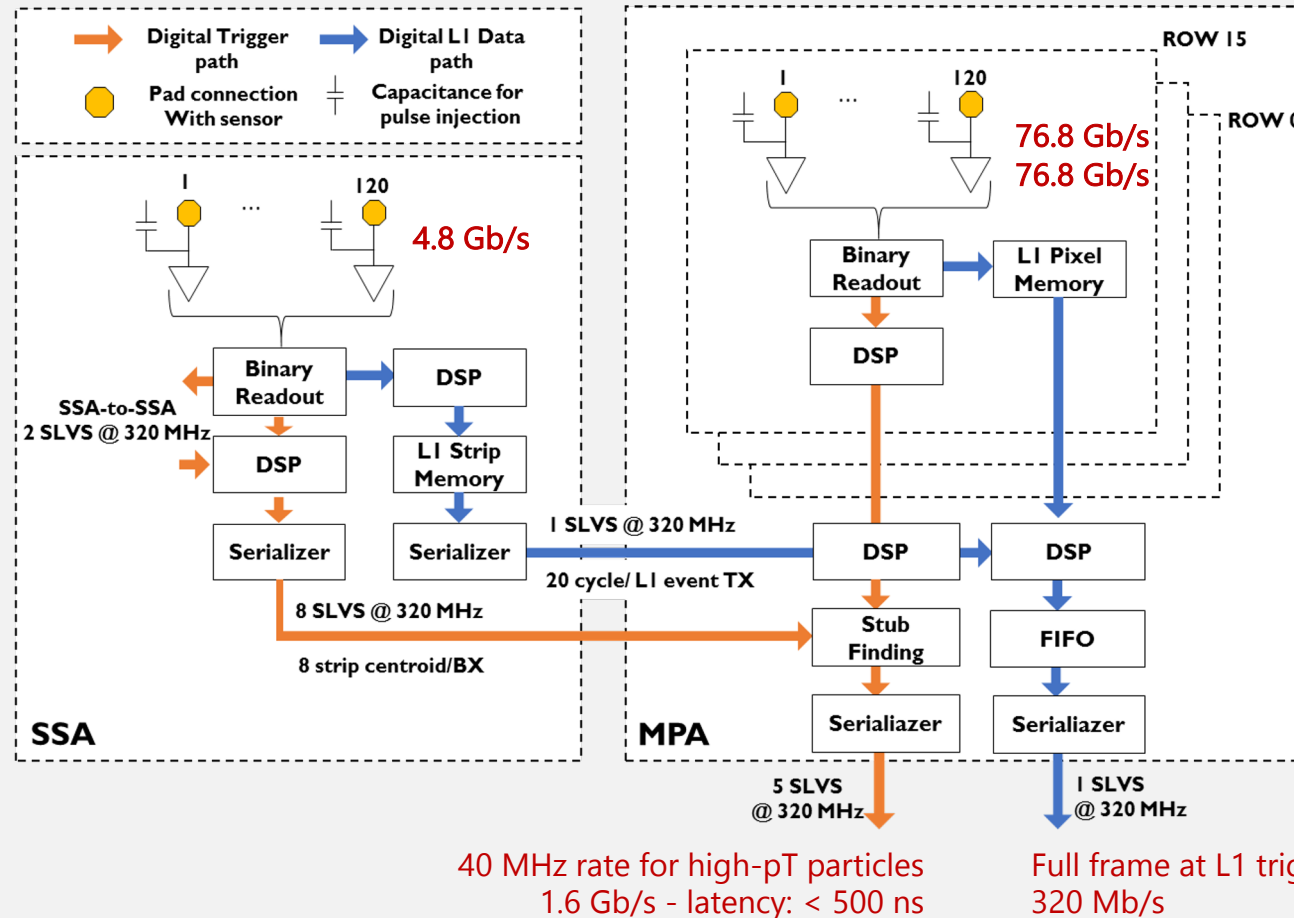 Digital Trigger
path
Digital L1 Data
path
Pad connection
With sensor
Capacitance for
pulse injection
1
...
120
4.8 Gb/s
Binary
Readout
DSP
SSA-to-SSA
2 SLVS @ 320 MHz
DSP
L1 Strip
Memory
Serializer
Serializer
1 SLVS @ 320 MHz
20 cycle/ L1 event TX
8 SLVS @ 320 MHz
8 strip centroid/BX
SSA
ROW 15
ROW 0
1
...
120
76.8 Gb/s
76.8 Gb/s
Binary
Readout
L1 Pixel
Memory
DSP
DSP
DSP
Stub
Finding
FIFO
Serialiazer
Serialiazer
MPA
5 SLVS
@ 320 MHz
1 SLVS
@ 320 MHz
40 MHz rate for high-pT particles
1.6 Gb/s - latency: < 500 ns
Full frame at L1
320 Mb/s